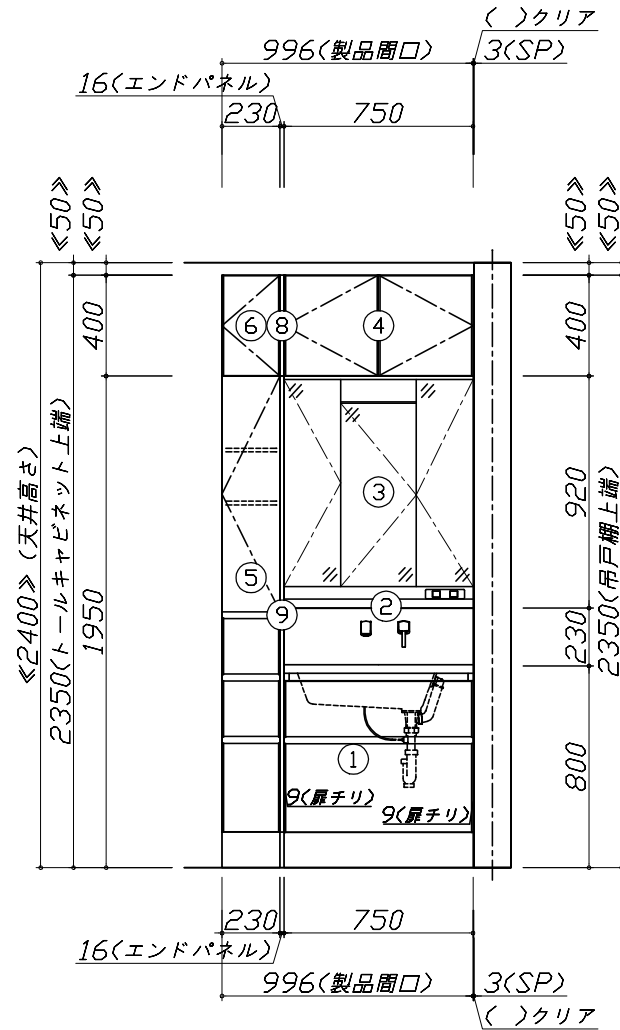 ( )クリア
996(製品間口)
3(SP)
16(エンドパネル)
230
750
≪50≫
≪50≫
≪50≫
≪50≫
400
400
⑥
⑧
④
≪2400≫(天井高さ)
2350(トールキャビネット上端)
1950
③
920
2350(吊戸棚上端)
⑤
②
⑨
230
①
800
9(扉チリ)
9(扉チリ)
230
750
16(エンドパネル)
996(製品間口)
3(SP)
( )クリア